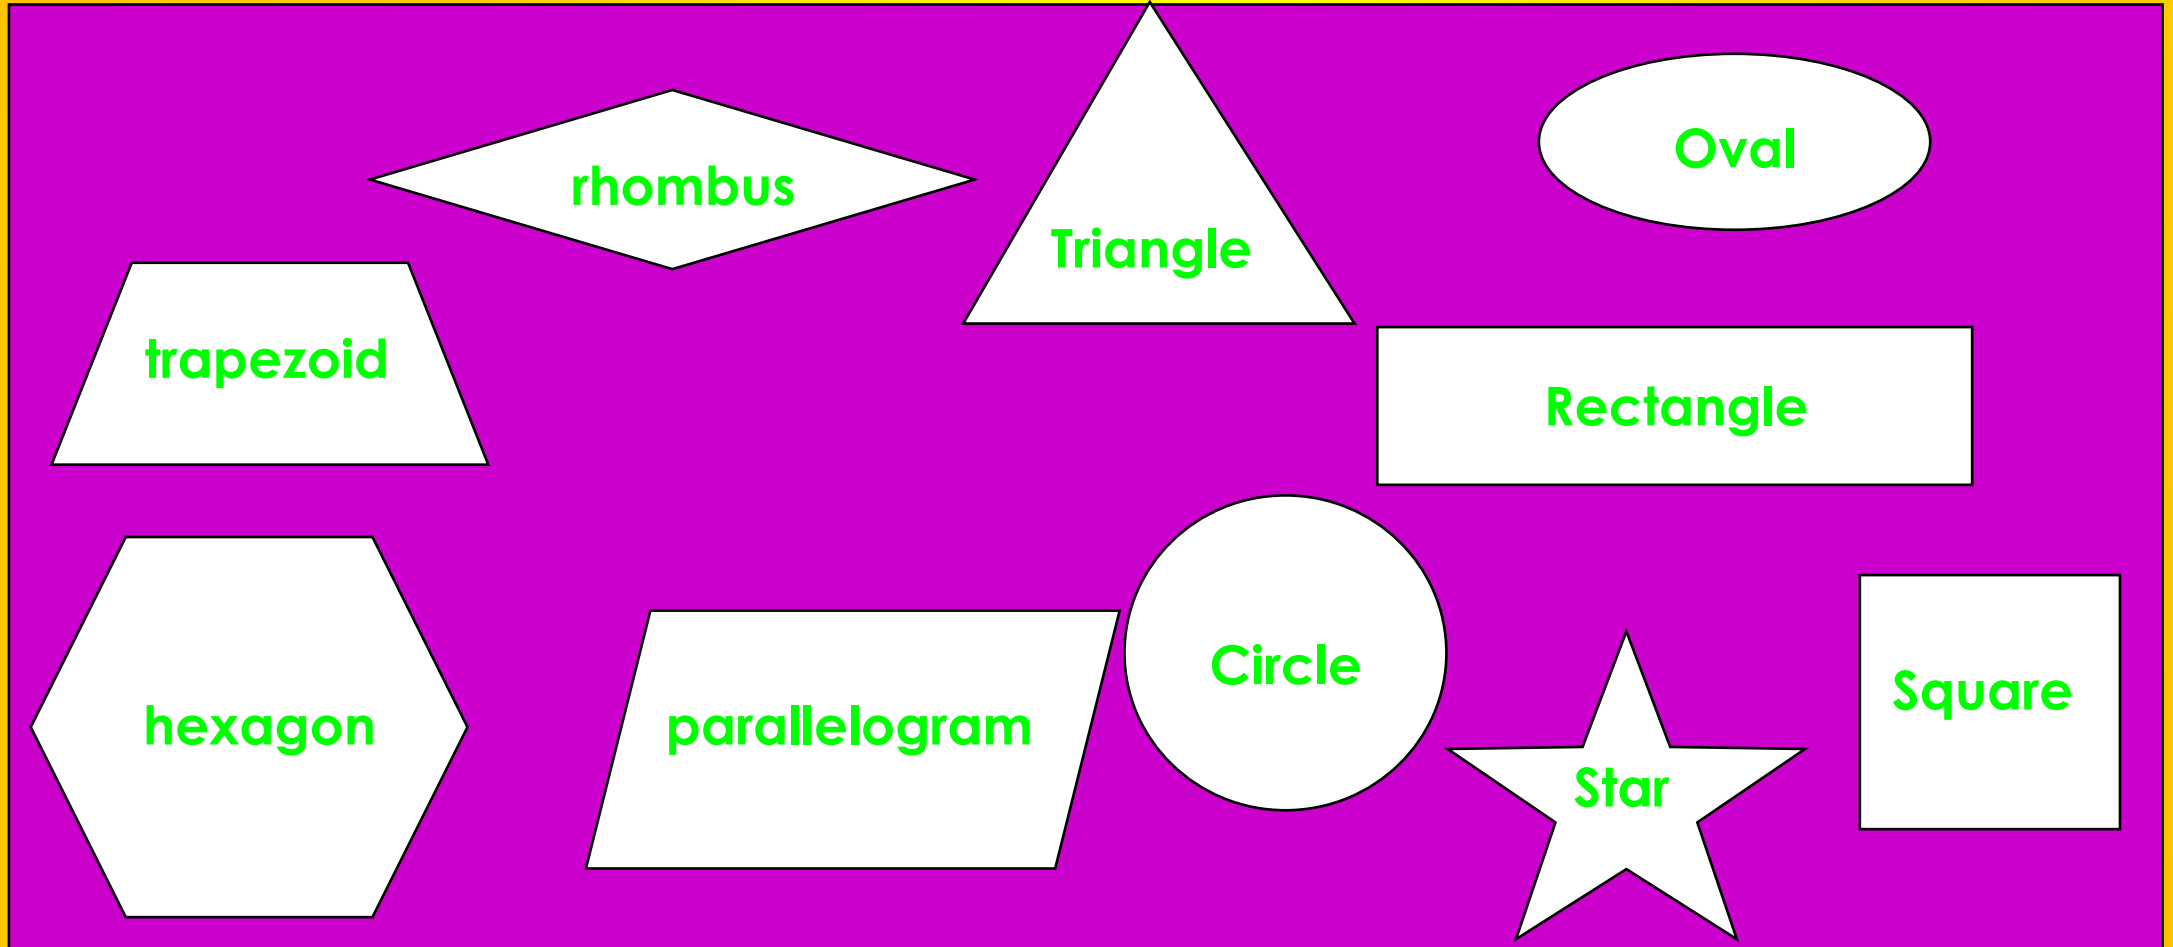 rhombus
Triangle
Oval
trapezoid
Rectangle
hexagon
parallelogram
Circle
Star
Square